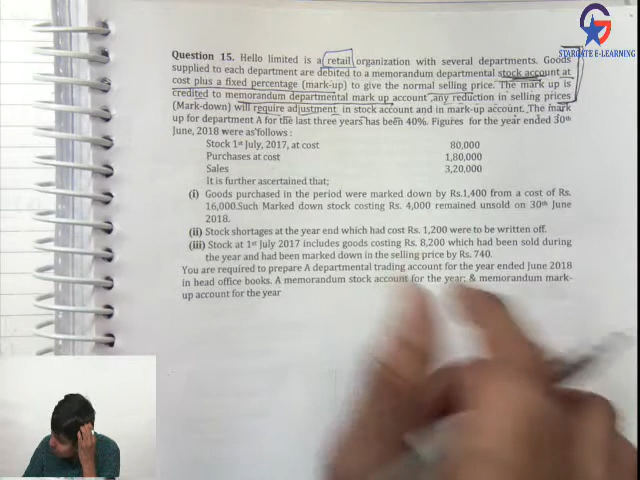 STARGATE E-LEARNING
Question 15. Hello limited is a retail organization with several departments. Goods
supplied to each department are debited to a memorandum departmental stock account at
cost plus a fixed percentage (mark-up) to give the normal selling price. The mark up is
credited to memorandum departmental mark up account, any reduction in selling prices
(Mark-down) will require adjustment in stock account and in mark-up account. The mark
up for department A for the last three years has been 40%. Figures for the year ended 30th
June, 2018 were as follows :
Stock 1st July, 2017, at cost 80,000
Purchases at cost 1,80,000
Sales 3,20,000
It is further ascertained that;
(i) Goods purchased in the period were marked down by Rs.1,400 from a cost of Rs.
16,000.Such Marked down stock costing Rs. 4,000 remained unsold on 30th June
2018.
(ii) Stock shortages at the year end which had cost Rs. 1,200 were to be written off.
(iii) Stock at 1st July 2017 includes goods costing Rs. 8,200 which had been sold during
the year and had been marked down in the selling price by Rs. 740.
You are required to prepare A departmental trading account for the year ended June 2018
in head office books. A memorandum stock account for the year; & memorandum mark-
up account for the year